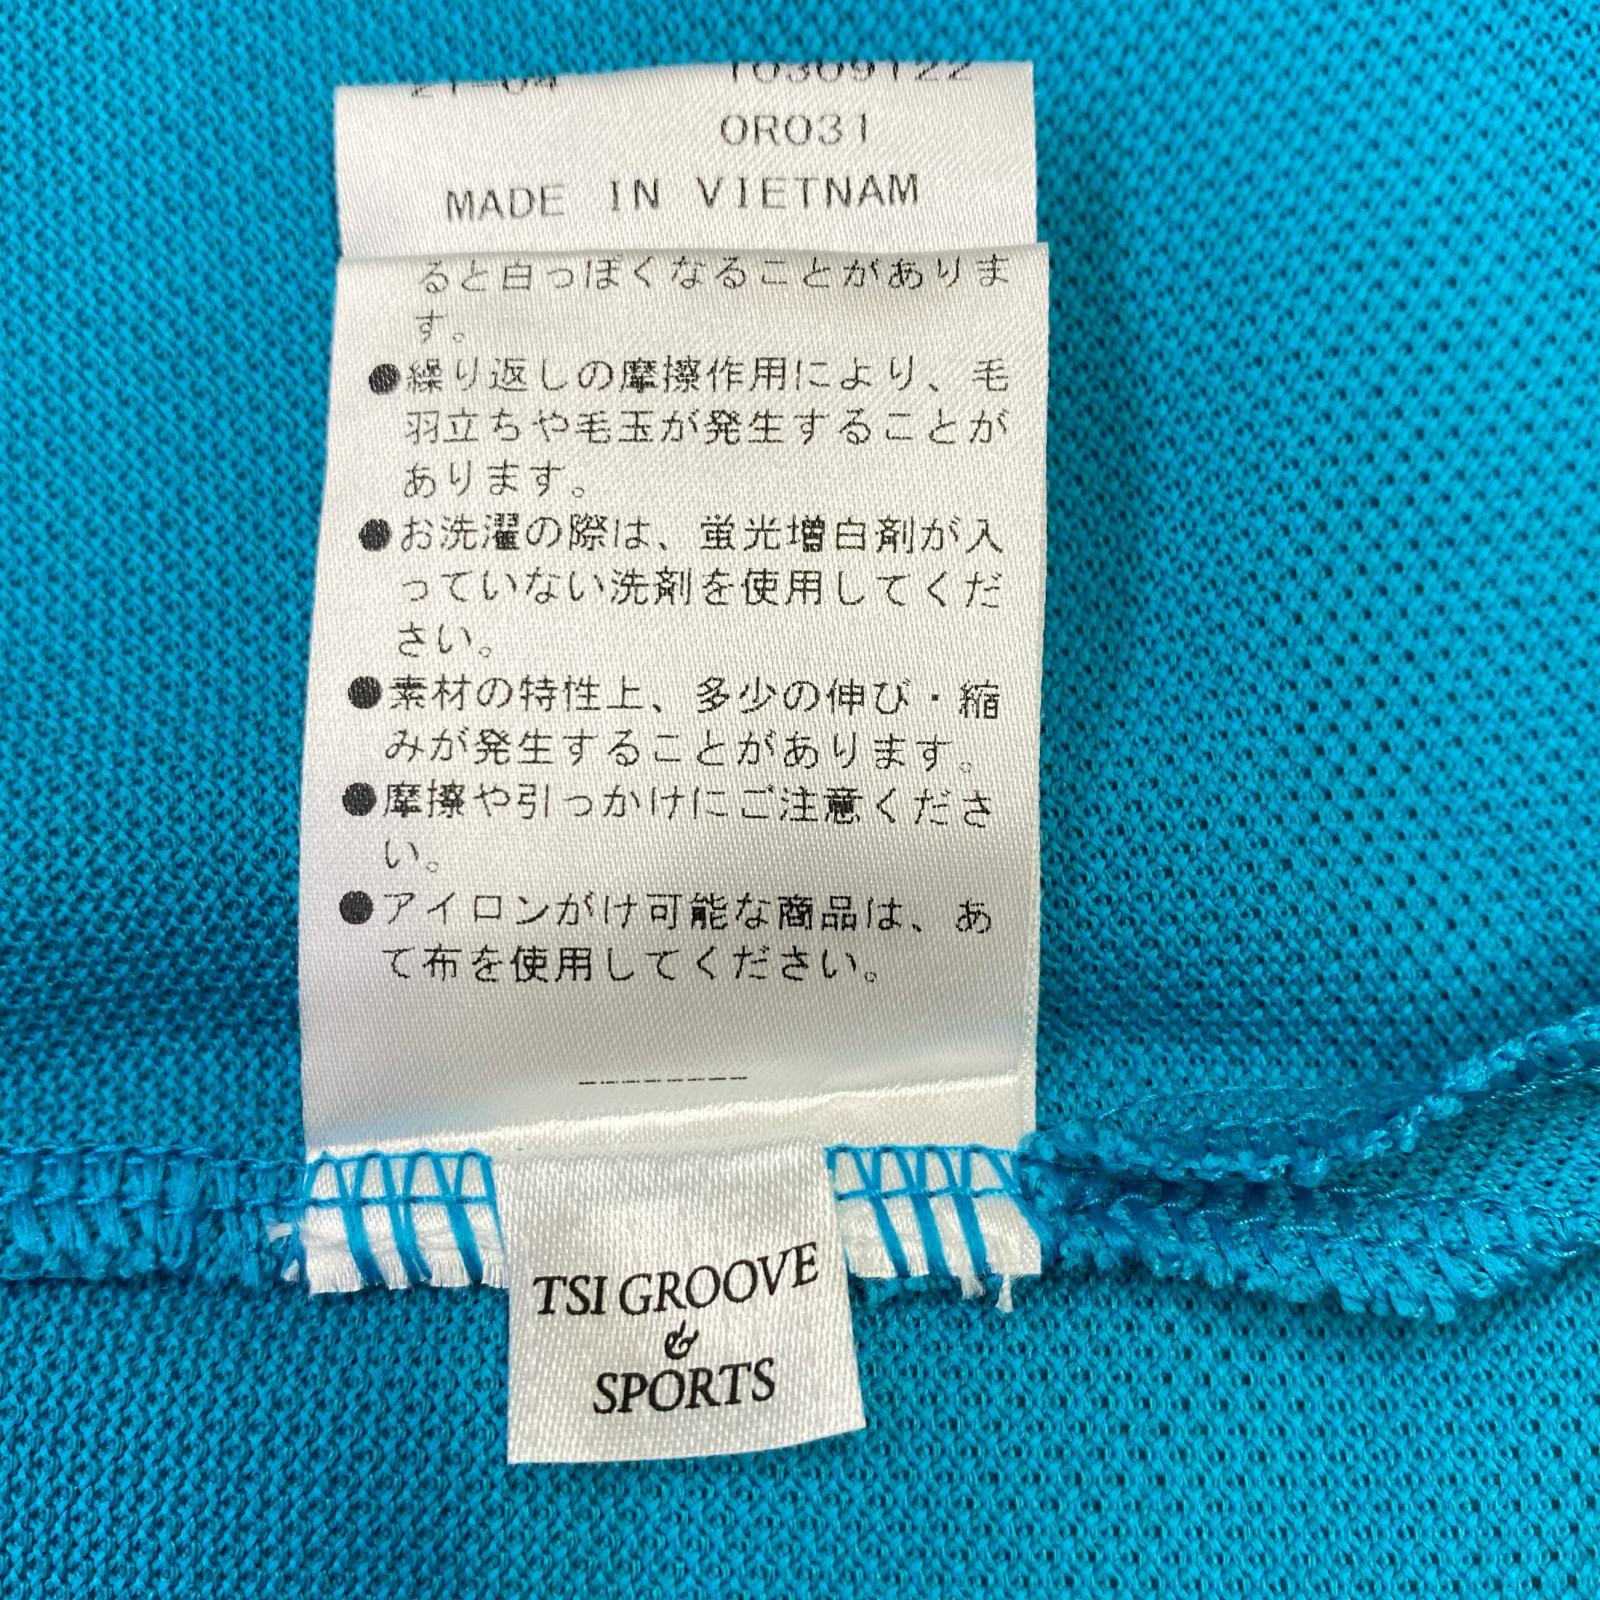 21-04 10309122
OR031
MADE IN VIETNAM
ると白っぽくなることがありま
す。
●繰り返しの摩擦作用により、毛
羽立ちや毛玉が発生することが
あります。
●お洗濯の際は、蛍光増白剤が入
っていない洗剤を使用してくだ
さい。
●素材の特性上、多少の伸び・縮
みが発生することがあります。
●摩擦や引っかけにご注意くださ
い。
●アイロンがけ可能な商品は、あ
て布を使用してください。
---------
TSI GROOVE
&
SPORTS